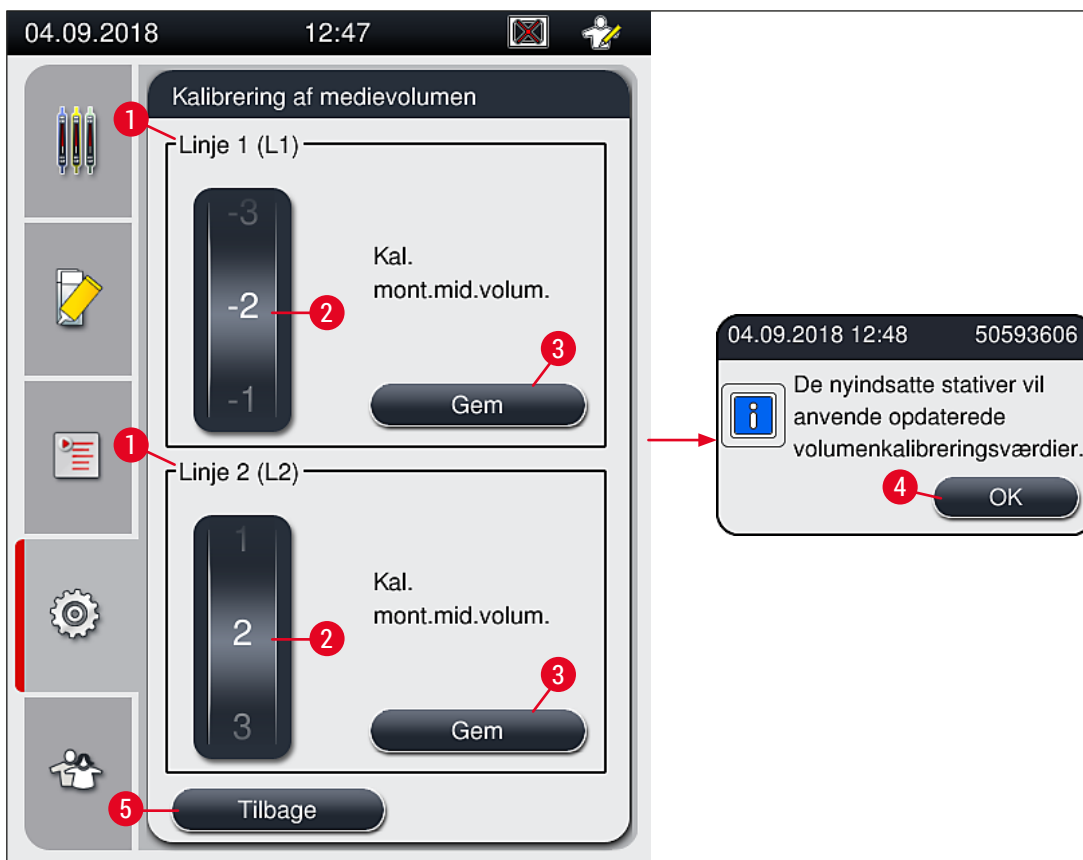 04.09.2018 12:47
Kalibrering af medievolumen
1
Linje 1 (L1)
-3
-2
-1
2
Kal.
mont.mid.volum.
3
Gem
1
Linje 2 (L2)
1
2
3
2
Kal.
mont.mid.volum.
3
Gem
5
Tilbage
04.09.2018 12:48 50593606
De nyindsatte stativer vil
anvende opdaterede
volumenkalibreringsværdier.
4
OK